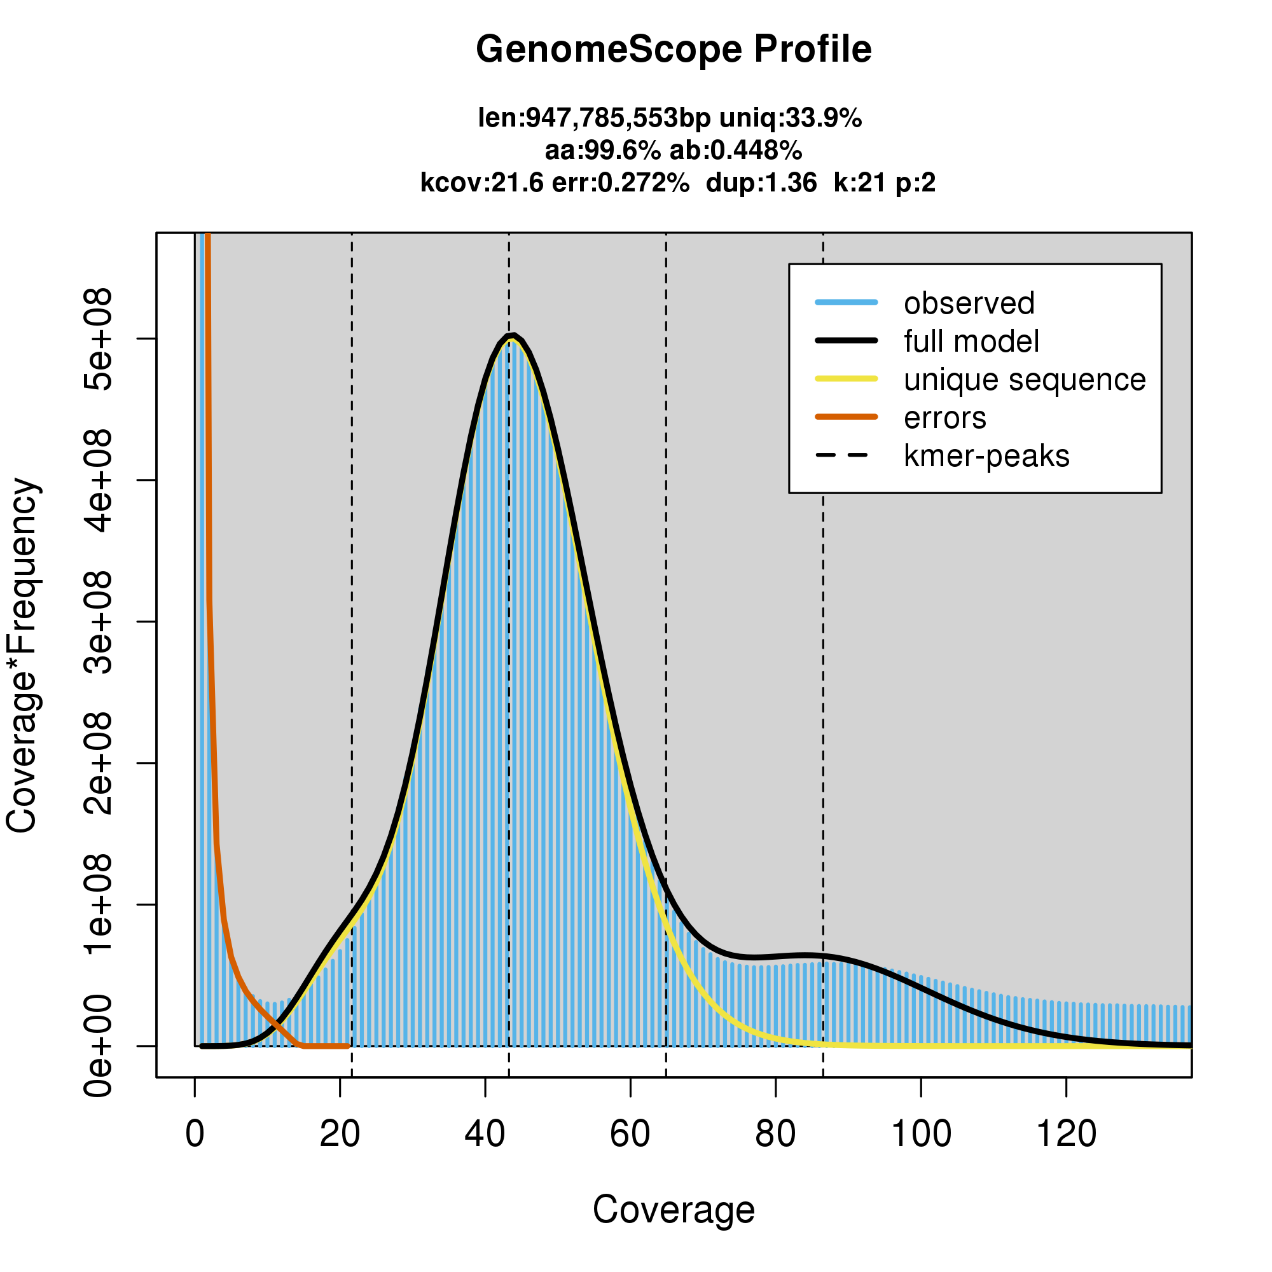 GenomeScope Profile
len:947,785,553bp uniq:33.9%
aa:99.6% ab:0.448%
kcov:21.6 err:0.272%  dup:1.36  k:21 p:2
observed
full model
unique sequence
errors
kmer-peaks
Coverage*Frequency
5e+08
4e+08
3e+08
2e+08
1e+08
0e+00
0 20 40 60 80 100 120
Coverage